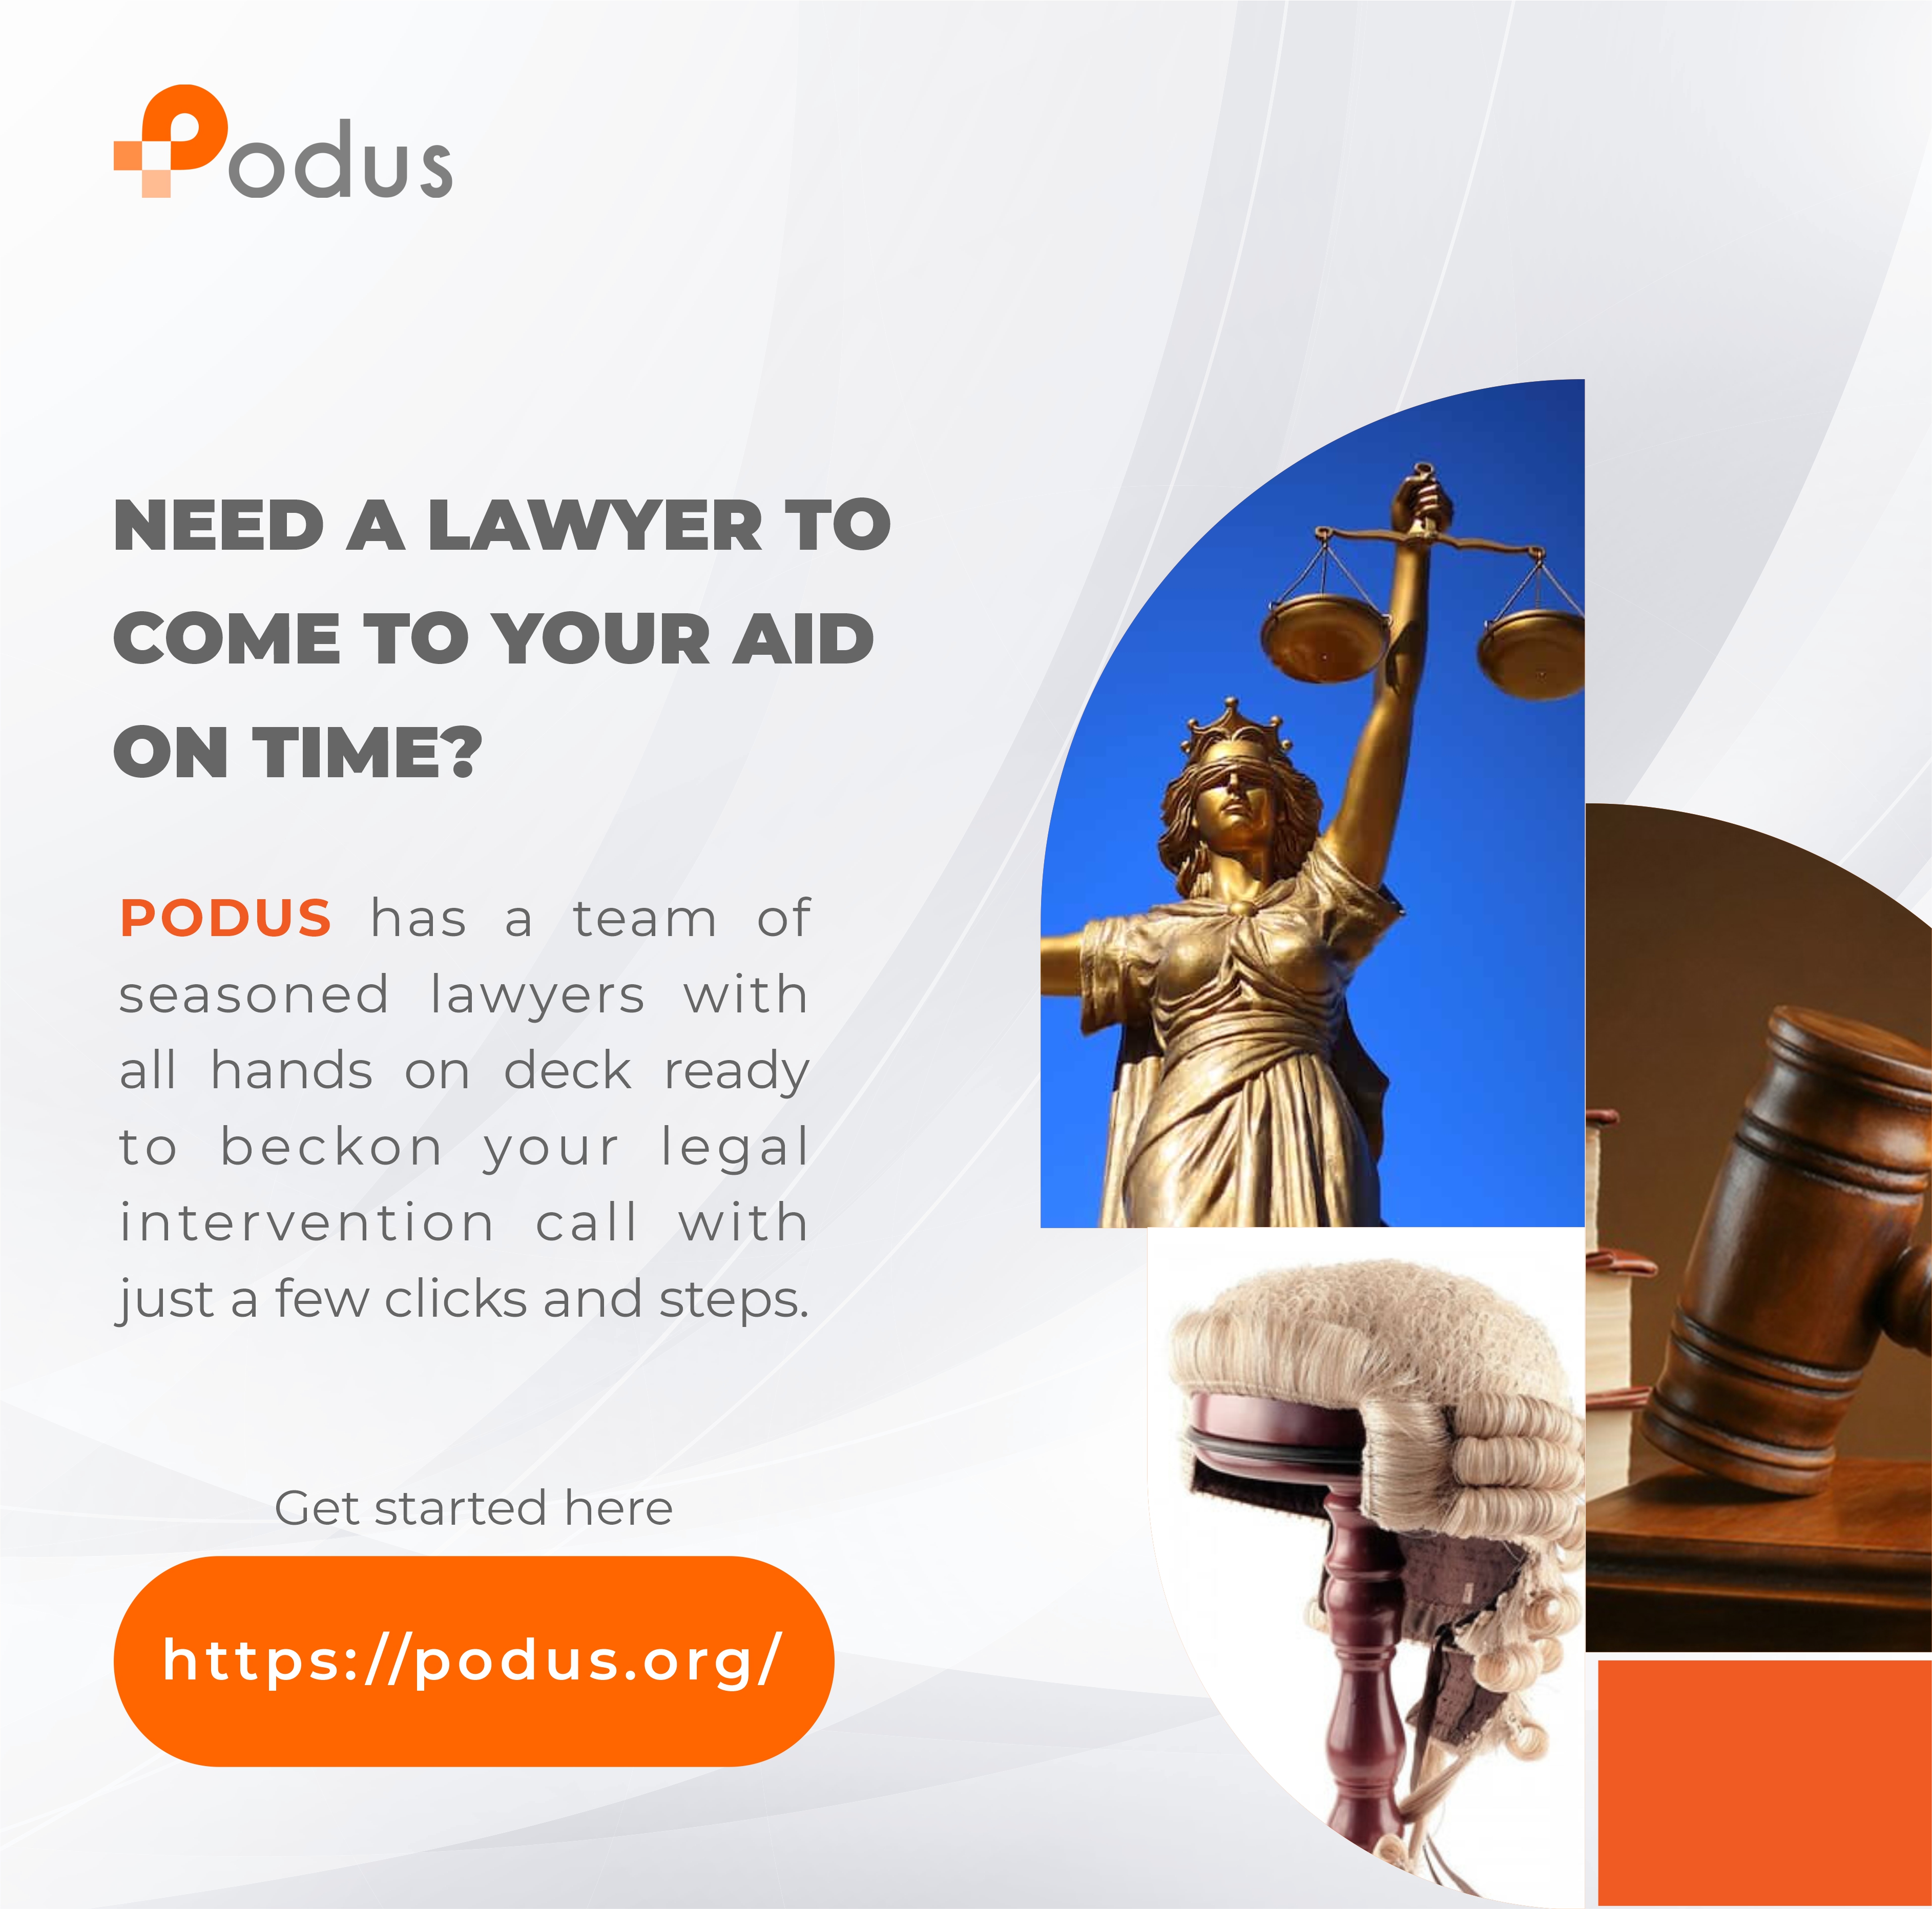 Podus
NEED A LAWYER TO
COME TO YOUR AID
ON TIME?
PODUS has a team of
seasoned lawyers with
all hands on deck ready
to beckon your legal
intervention call with
just a few clicks and steps.
Get started here
https://podus.org/